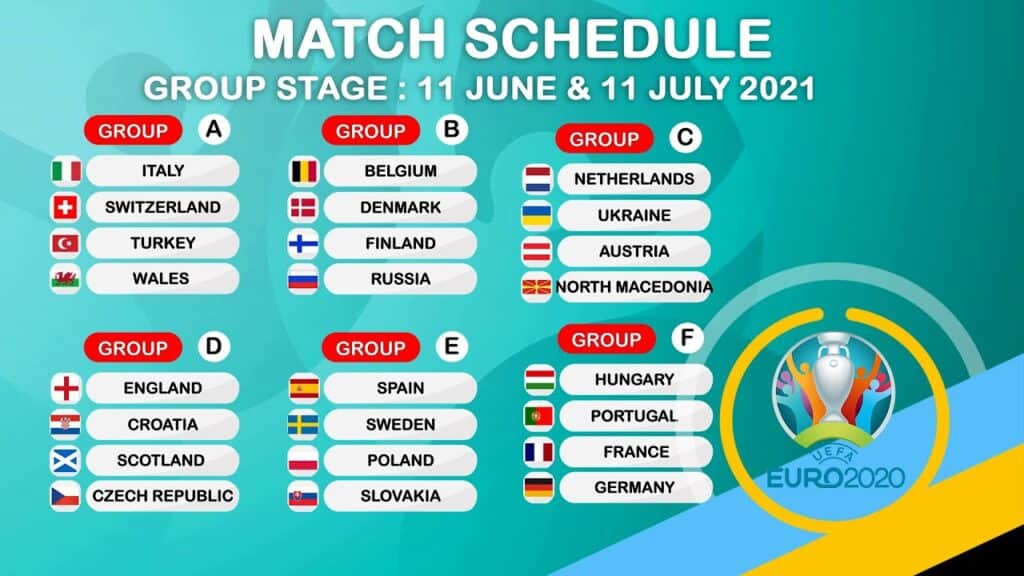 MATCH SCHEDULE
GROUP STAGE : 11 JUNE & 11 JULY 2021
GROUP A
ITALY
SWITZERLAND
TURKEY
WALES
GROUP B
BELGIUM
DENMARK
FINLAND
RUSSIA
GROUP C
NETHERLANDS
UKRAINE
AUSTRIA
NORTH MACEDONIA
GROUP D
ENGLAND
CROATIA
SCOTLAND
CZECH REPUBLIC
GROUP E
SPAIN
SWEDEN
POLAND
SLOVAKIA
GROUP F
HUNGARY
PORTUGAL
FRANCE
GERMANY
UEFA
EURO2020